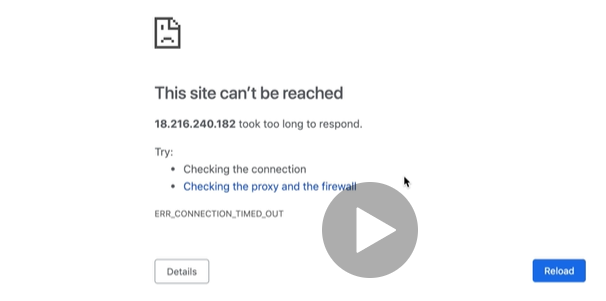 This site can't be reached
18.216.240.182 took too long to respond.
Try:
• Checking the connection
• Checking the proxy and the firewall
ERR_CONNECTION_TIMED_OUT
Details
Reload